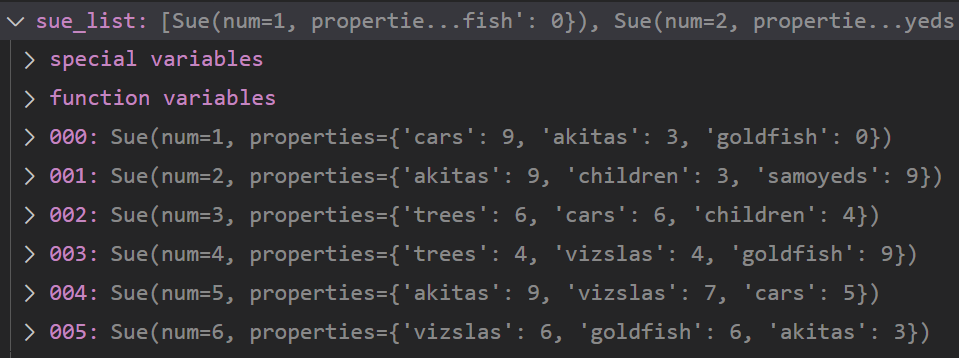 sue_list: [Sue(num=1, propertie...fish': 0}), Sue(num=2, propertie...yeds
special variables
function variables
000: Sue(num=1, properties={'cars': 9, 'akitas': 3, 'goldfish': 0})
001: Sue(num=2, properties={'akitas': 9, 'children': 3, 'samoyeds': 9})
002: Sue(num=3, properties={'trees': 6, 'cars': 6, 'children': 4})
003: Sue(num=4, properties={'trees': 4, 'vizslas': 4, 'goldfish': 9})
004: Sue(num=5, properties={'akitas': 9, 'vizslas': 7, 'cars': 5})
005: Sue(num=6, properties={'vizslas': 6, 'goldfish': 6, 'akitas': 3})